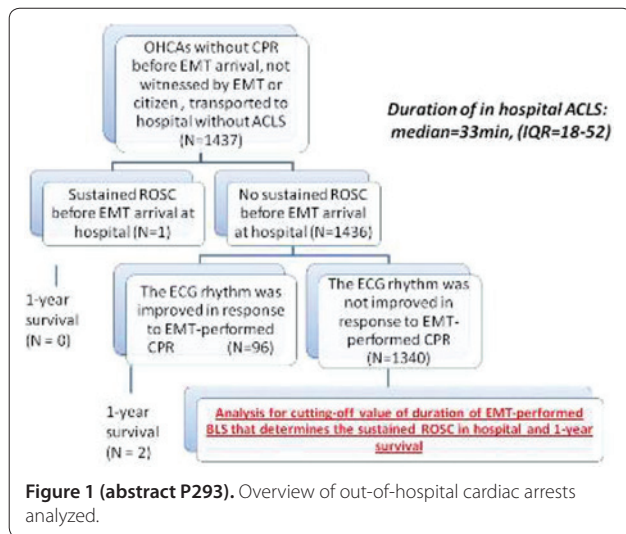 OHCAs without CPR
before EMT arrival, not
witnessed by EMT or
citizen , transported to
hospital without ACLS
(N=1437)
Duration of in hospital ACLS:
median=33min, (IQR=18-52)
Sustained ROSC
before EMT arrival at
hospital (N=1)
No sustained ROSC
before EMT arrival
at hospital (N=1436)
1-year
survival
(N = 0)
The ECG rhythm was
improved in response
to EMT-performed
CPR (N=96)
The ECG rhythm was
not improved in
response to EMT-
performed CPR
(N=1340)
1-year
survival
(N = 2)
Analysis for cutting-off value of duration of EMT-performed
BLS that determines the sustained ROSC in hospital and 1-year
survival
Figure 1 (abstract P293). Overview of out-of-hospital cardiac arrests
analyzed.